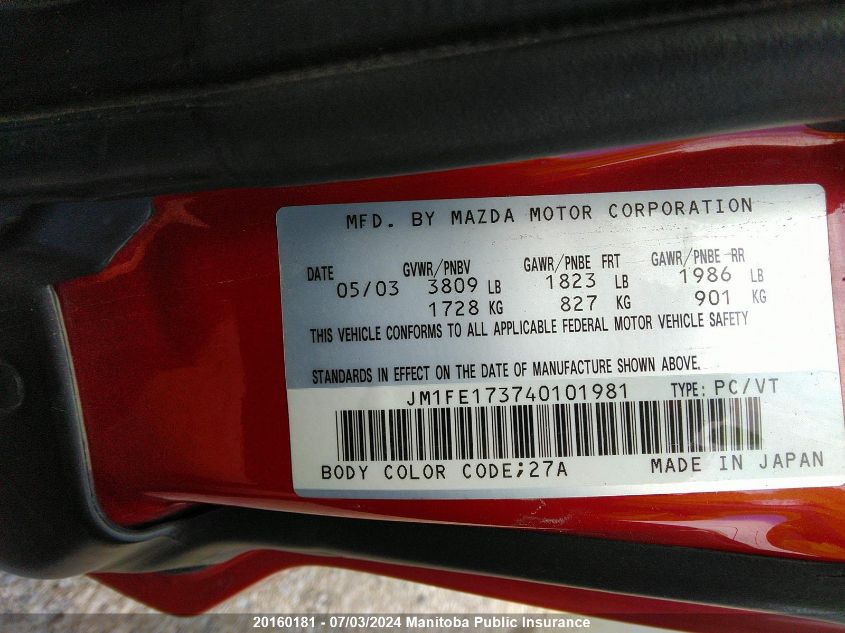 MFD. BY MAZDA MOTOR CORPORATION
DATE GVWR/PNBV GAWR/PNBE FRT GAWR/PNBE RR
05/03 3809 LB 1823 LB 1986 LB
1728 KG 827 KG 901 KG
THIS VEHICLE CONFORMS TO ALL APPLICABLE FEDERAL MOTOR VEHICLE SAFETY
STANDARDS IN EFFECT ON THE DATE OF MANUFACTURE SHOWN ABOVE.
JM1FE173740101981 TYPE: PC/VT
BODY COLOR CODE;27A MADE IN JAPAN
20160181 - 07/03/2024 Manitoba Public Insurance